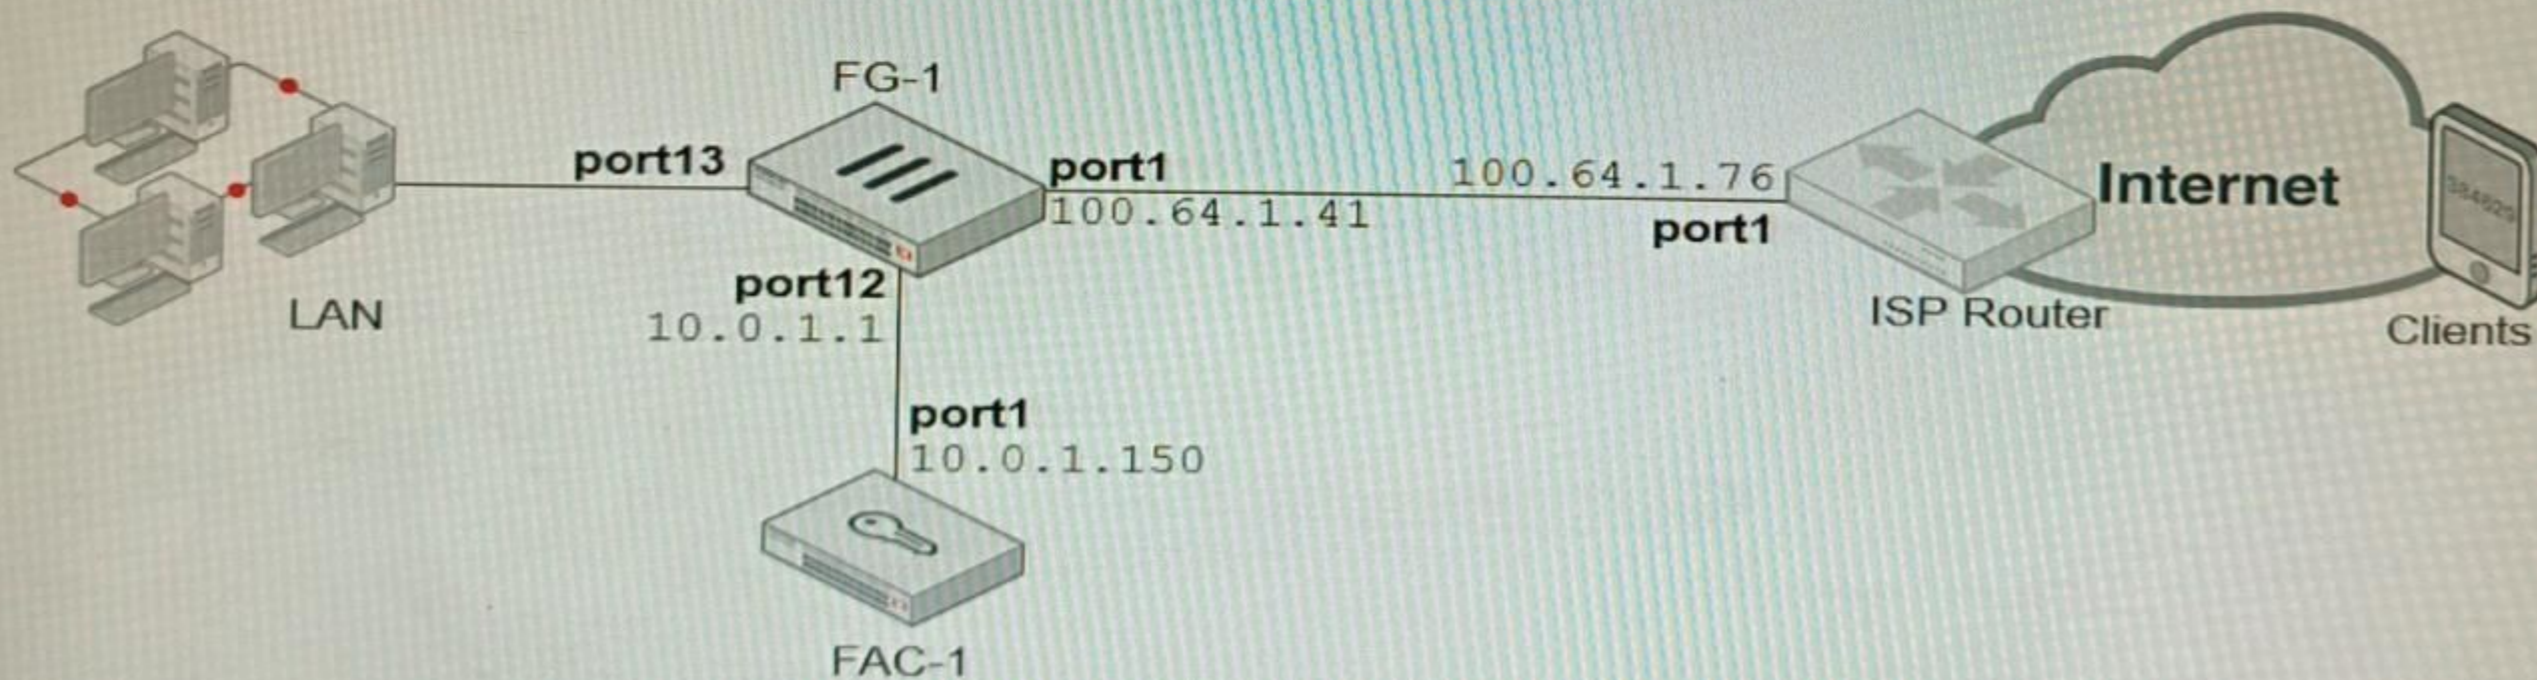 FG-1
port13
port1
100.64.1.76
100.64.1.41
port1
Internet
port12
10.0.1.1
LAN
ISP Router
Clients
port1
10.0.1.150
FAC-1